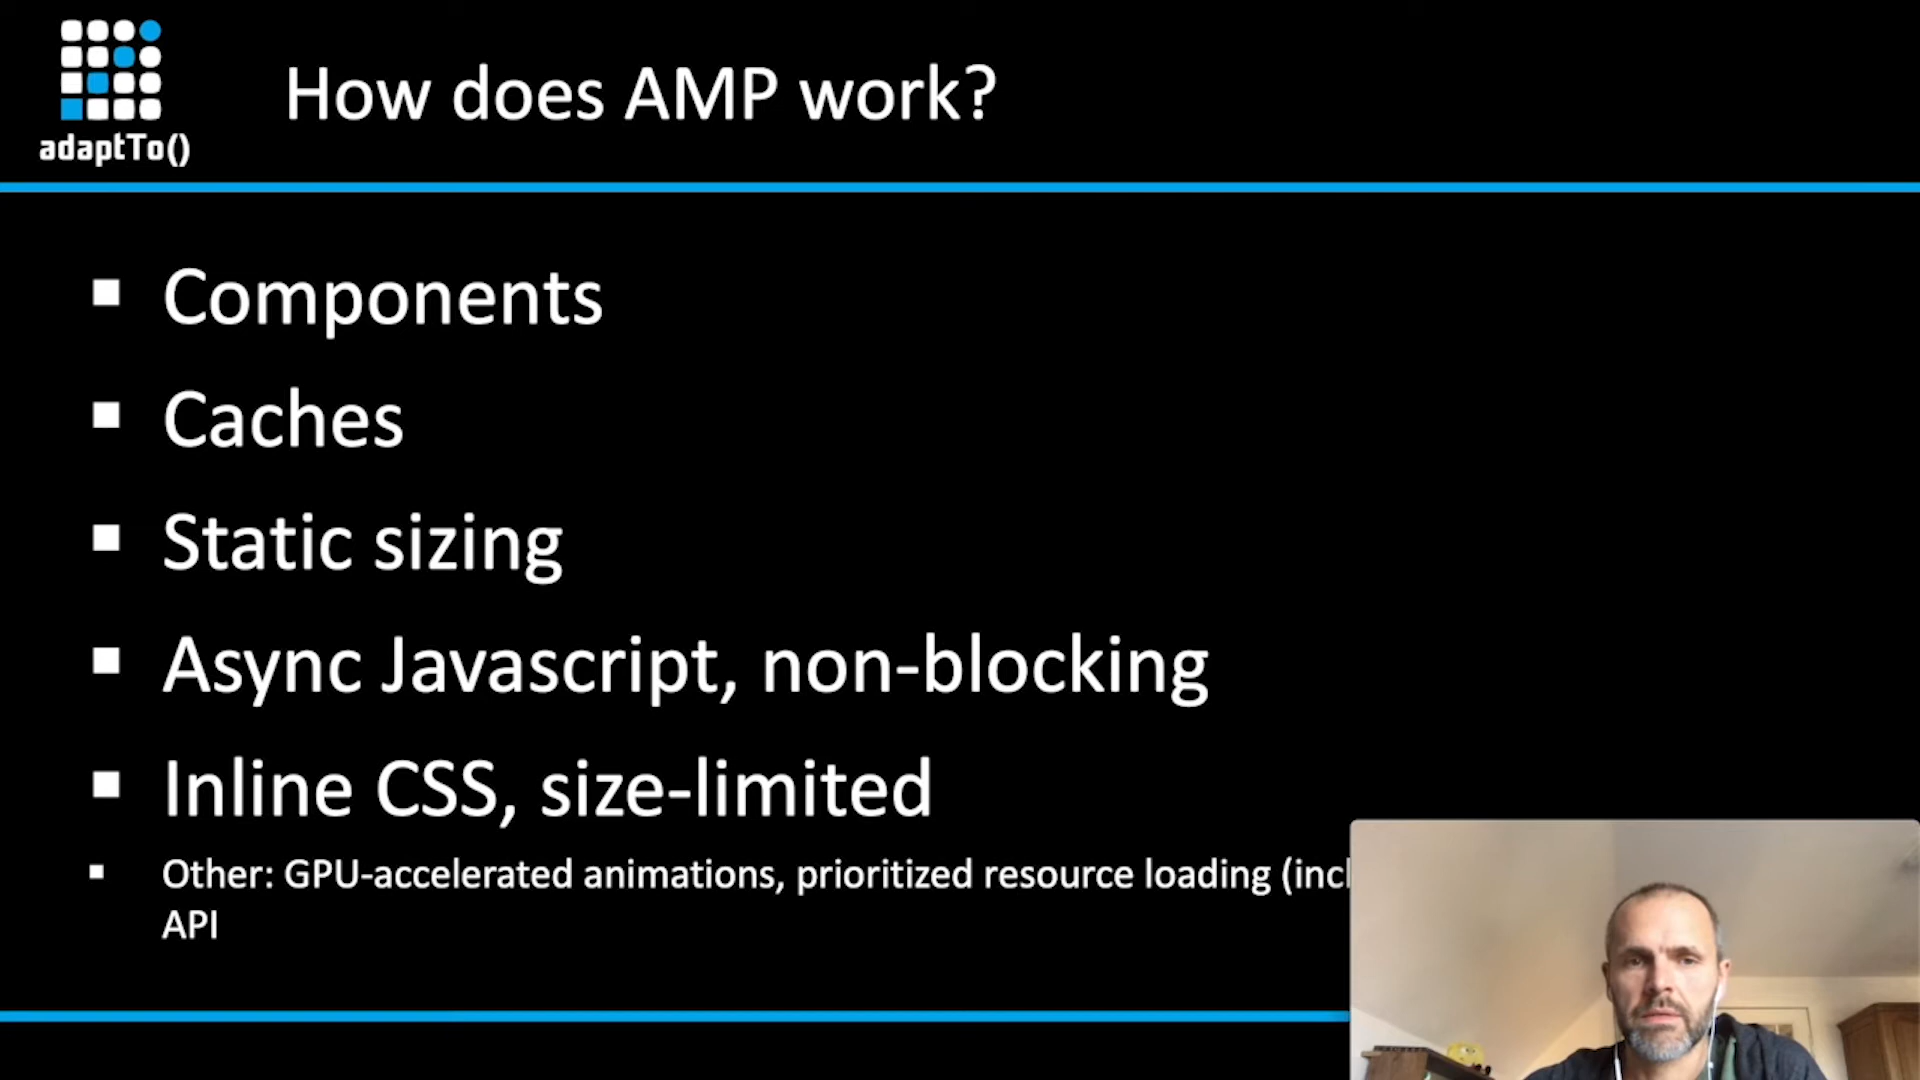 adaptTo()
How does AMP work?
Components
Caches
Static sizing
Async Javascript, non-blocking
Inline CSS, size-limited
Other: GPU-accelerated animations, prioritized resource loading (incl
API